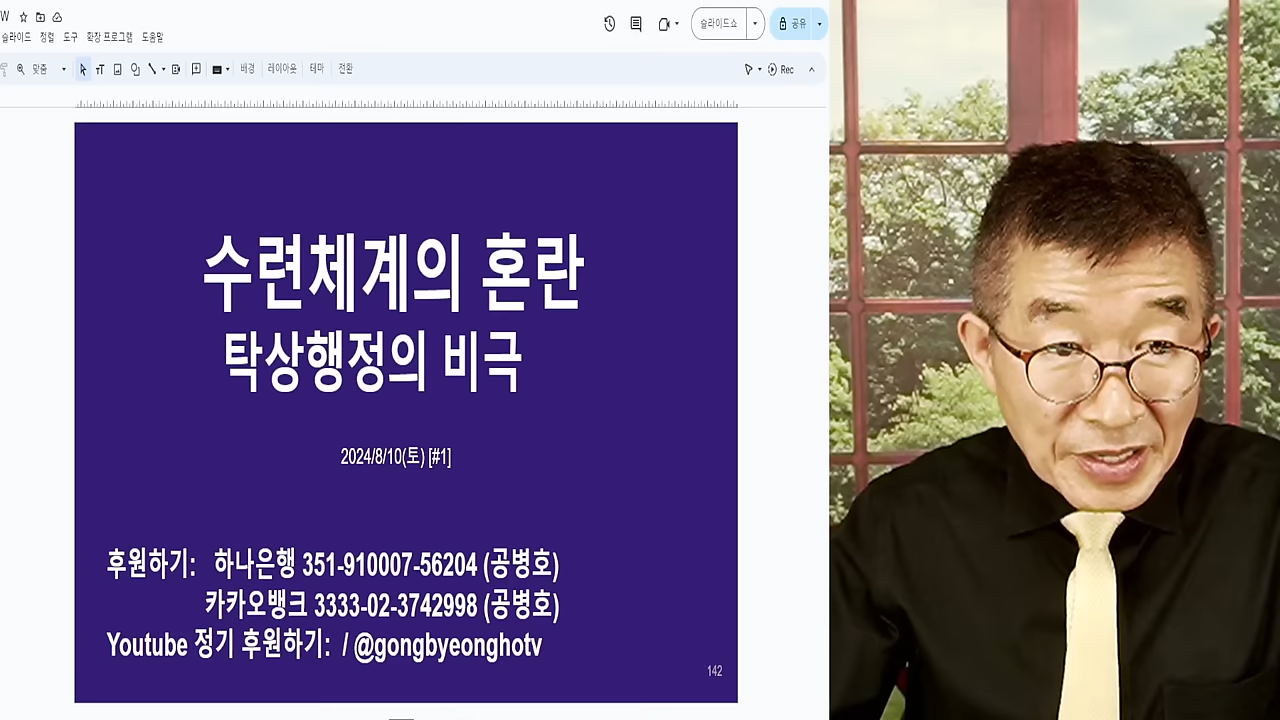 W
슬라이드 정렬 도구 확장 프로그램 도움말
슬라이드쇼
공유
맞춤
배경 레이아웃 테마 전환
Rec
수련체계의 혼란
탁상행정의 비극
2024/8/10(토) [#1]
후원하기: 하나은행 351-910007-56204 (공병호)
카카오뱅크 3333-02-3742998 (공병호)
Youtube 정기 후원하기: / @gongbyeonghotv
142